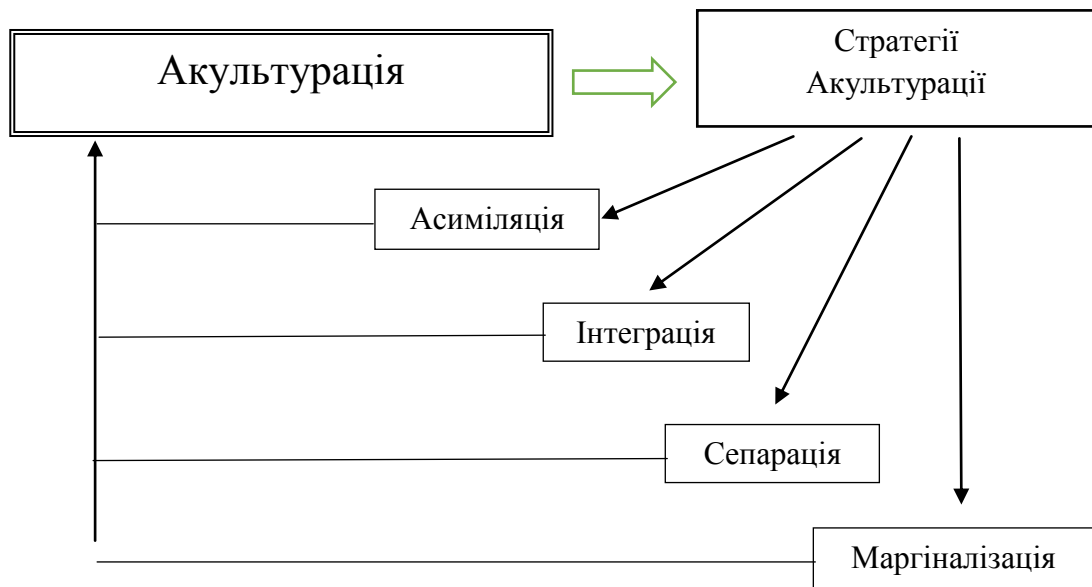 Акультурація
Стратегії
Акультурації
Асиміляція
Інтеграція
Сепарація
Маргіналізація